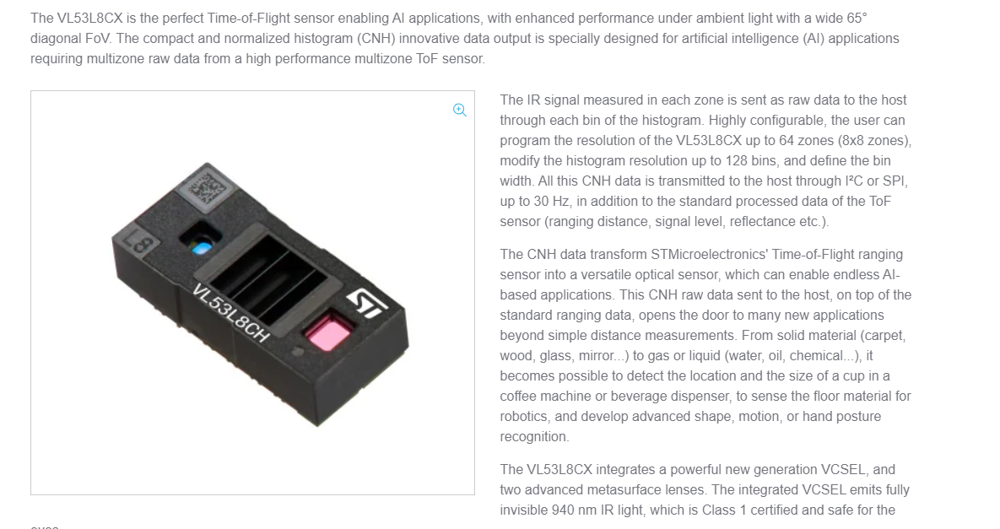 The VL53L8CX is the perfect Time-of-Flight sensor enabling AI applications, with enhanced performance under ambient light with a wide 65°
diagonal FoV. The compact and normalized histogram (CNH) innovative data output is specially designed for artificial intelligence (AI) applications
requiring multizone raw data from a high performance multizone ToF sensor.
L8
VL53L8CH
ST
The IR signal measured in each zone is sent as raw data to the host
through each bin of the histogram. Highly configurable, the user can
program the resolution of the VL53L8CX up to 64 zones (8x8 zones),
modify the histogram resolution up to 128 bins, and define the bin
width. All this CNH data is transmitted to the host through I²C or SPI,
up to 30 Hz, in addition to the standard processed data of the ToF
sensor (ranging distance, signal level, reflectance etc.).
The CNH data transform STMicroelectronics' Time-of-Flight ranging
sensor into a versatile optical sensor, which can enable endless AI-
based applications. This CNH raw data sent to the host, on top of the
standard ranging data, opens the door to many new applications
beyond simple distance measurements. From solid material (carpet,
wood, glass, mirror...) to gas or liquid (water, oil, chemical...), it
becomes possible to detect the location and the size of a cup in a
coffee machine or beverage dispenser, to sense the floor material for
robotics, and develop advanced shape, motion, or hand posture
recognition.
The VL53L8CX integrates a powerful new generation VCSEL, and
two advanced metasurface lenses. The integrated VCSEL emits fully
invisible 940 nm IR light, which is Class 1 certified and safe for the